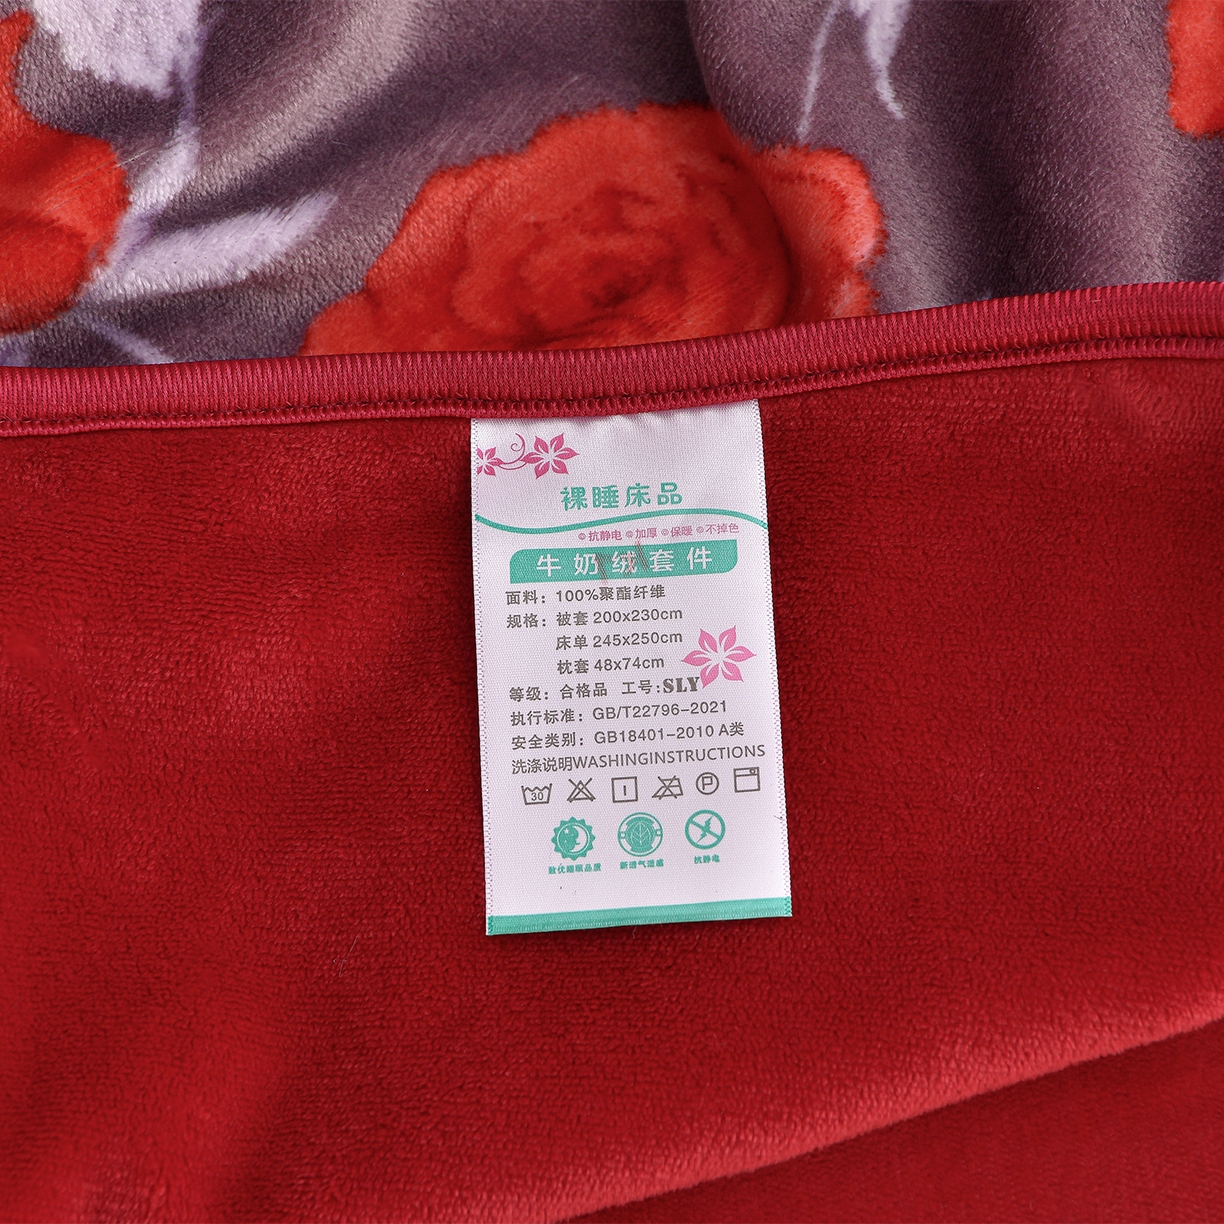 裸睡床品
抗静电 加厚 保暖 不掉色
牛奶绒套件
面料：100%聚酯纤维
规格：被套 200x230cm
床单 245x250cm
枕套 48x74cm
等级：合格品 工号:SLY
执行标准：GB/T22796-2021
安全类别：GB18401-2010 A类
洗涤说明WASHINGINSTRUCTIONS
30 P
抗静电